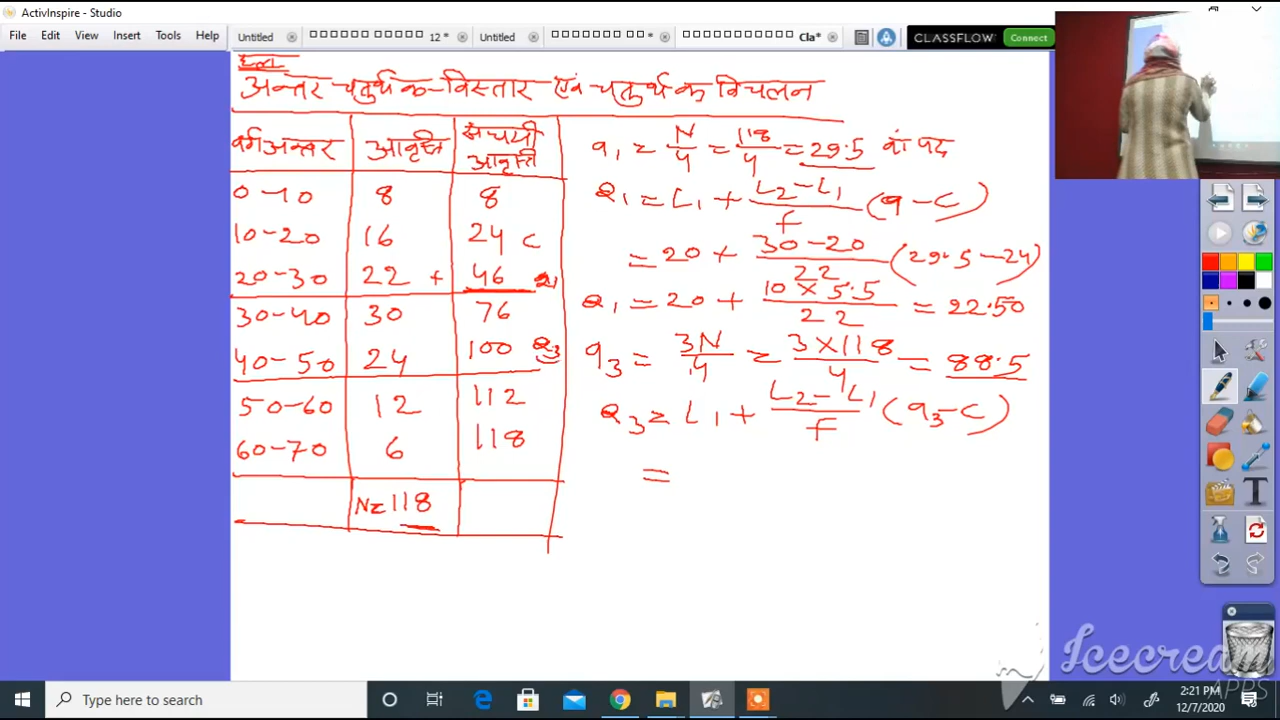 ActivInspire - Studio
File Edit View Insert Tools Help Untitled 12 * Untitled * Cla* CLASSFLOW Connect
अन्तर चतुर्थक-विस्तार एवं चतुर्थक विचलन
वर्गअन्तर आवृत्ति संचयी आवृत्ति
0-10 8 8
10-20 16 24 C
20-30 22 + 46 Q1
30-40 30 76
40-50 24 100 Q3
50-60 12 112
60-70 6 118
N=118
q1 = N/4 = 118/4 = 29.5 वां पद
Q1 = L1 + L2-L1/f (q-C)
= 20 + 30-20/22 (29.5-24)
Q1 = 20 + 10×5.5/22 = 22.50
q3 = 3N/4 = 3×118/4 = 88.5
Q3 = L1 + L2-L1/f (q3-C)
=
Icecream
APPS
Type here to search
2:21 PM
12/7/2020